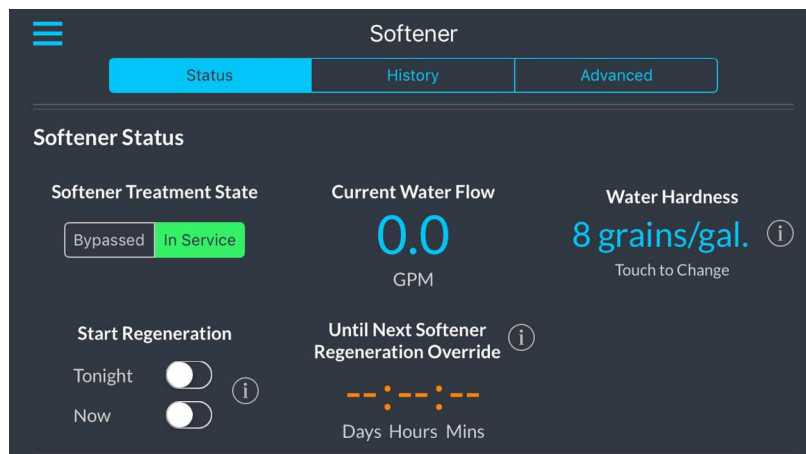 Softener
Status History Advanced
Softener Status
Softener Treatment State
Bypassed In Service
Current Water Flow
0.0
GPM
Water Hardness
8 grains/gal. i
Touch to Change
Start Regeneration
Tonight
Now
i
Until Next Softener
Regeneration Override i
--:--:--
Days Hours Mins